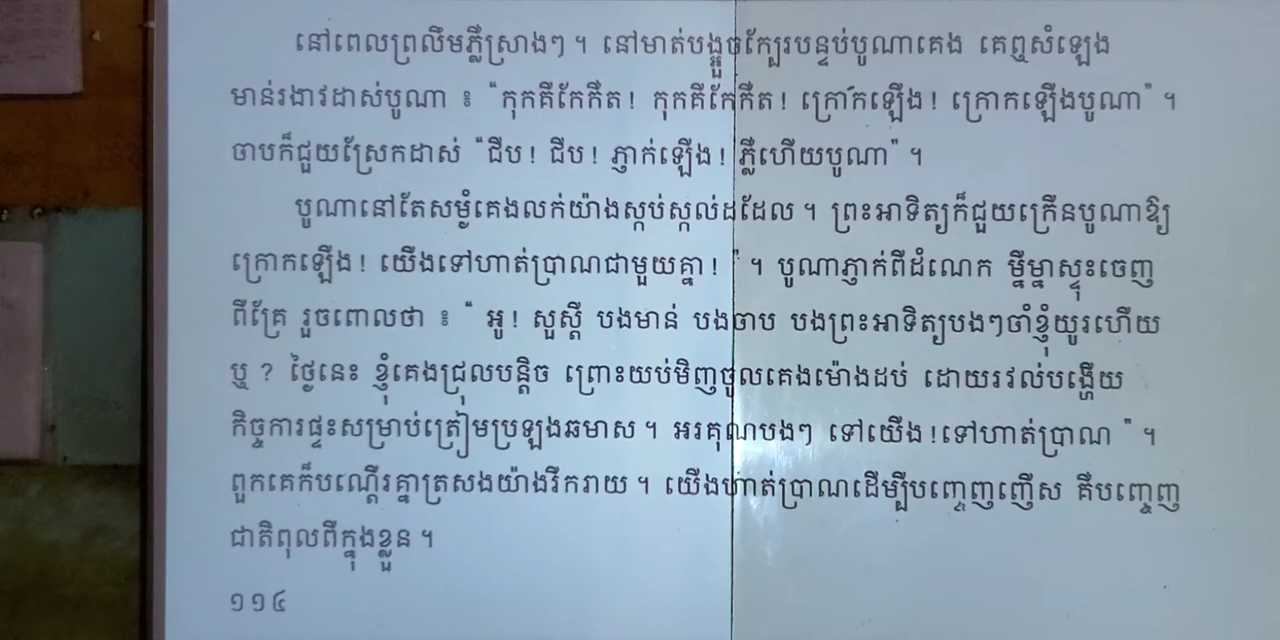 នៅពេលព្រលឹមភ្លឺស្រាងៗ ។ នៅមាត់បង្អួចក្បែរបន្ទប់បូណាគេង គេឮសំឡេង
មាន់រងាវដាស់បូណា ៖ “កុកគីកែកឺត! កុកគីកែកឺត! ក្រោកឡើង! ក្រោកឡើងបូណា” ។
ចាបក៏ជួយស្រែកដាស់ “ជីប! ជីប! ភ្ញាក់ឡើង! ភ្លឺហើយបូណា” ។
បូណានៅតែសម្ងំគេងលក់យ៉ាងស្កប់ស្កល់ដដែល ។ ព្រះអាទិត្យក៏ជួយក្រើនបូណាឱ្យ
ក្រោកឡើង! យើងទៅហាត់ប្រាណជាមួយគ្នា! ” ។ បូណាភ្ញាក់ពីដំណេក ម្នីម្នាស្ទុះចេញ
ពីគ្រែ រួចពោលថា ៖ “ អូ! សួស្តី បងមាន់ បងចាប បងព្រះអាទិត្យបងៗចាំខ្ញុំយូរហើយ
ឬ ? ថ្ងៃនេះ ខ្ញុំគេងជ្រុលបន្តិច ព្រោះយប់មិញចូលគេងម៉ោងដប់ ដោយរវល់បង្ហើយ
កិច្ចការផ្ទះសម្រាប់ត្រៀមប្រឡងឆមាស ។ អរគុណបងៗ ទៅយើង!ទៅហាត់ប្រាណ ” ។
ពួកគេក៏បណ្តើរគ្នាត្រសងយ៉ាងរីករាយ ។ យើងហាត់ប្រាណដើម្បីបញ្ចេញញើស គឺបញ្ចេញ
ជាតិពុលពីក្នុងខ្លួន ។
១១៤